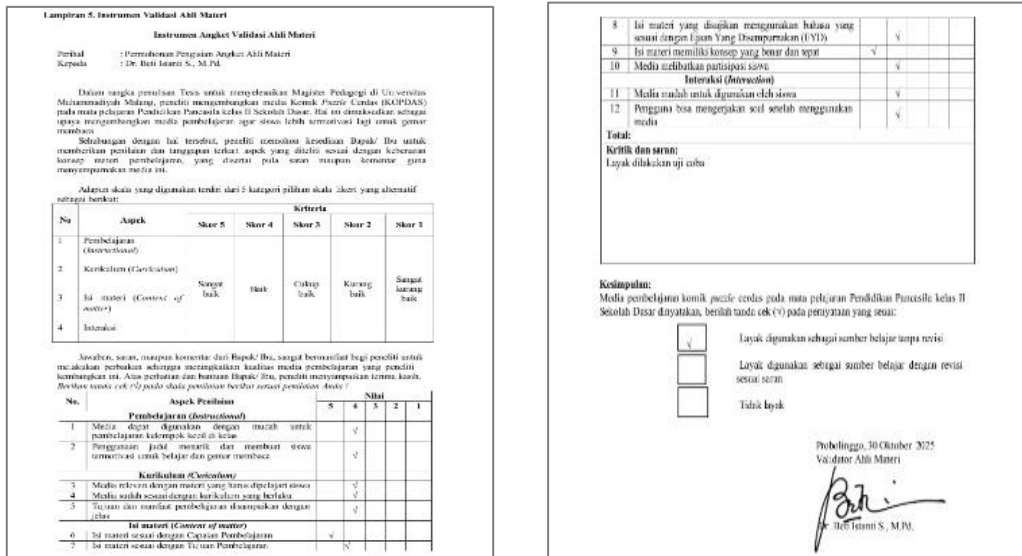 Lampiran 5. Instrumen Validasi Ahli Materi
Instrumen Angket Validasi Ahli Materi
Perihal : Permohonan Pengisian Angket Ahli Materi
Kepada : Dr. Beti Istanti S., M.Pd.
Dalam rangka penulisan Tesis untuk menyelesaikan Magister Pedagogi di Universitas
Muhammadiyah Malang, peneliti mengembangkan media Komik Puzzle Cerdas (KOPDAS)
pada mata pelajaran Pendidikan Pancasila kelas II Sekolah Dasar. Hal ini dimaksudkan sebagai
upaya mengembangkan media pembelajaran agar siswa lebih termotivasi lagi untuk gemar
membaca
Sehubungan dengan hal tersebut, peneliti memohon kesediaan Bapak/ Ibu untuk
memberikan penilaian dan tanggapan terkait aspek yang diteliti sesuai dengan kebenaran
konsep materi pembelajaran, yang disertai pula saran maupun komentar guna
menyempurnakan media ini.
Adapun skala yang digunakan terdiri dari 5 kategori pilihan skala likert yang alternatif
sebagai berikut:
No Aspek Kriteria
Skor 5 Skor 4 Skor 3 Skor 2 Skor 1
1 Pembelajaran
(Instructional)
2 Kurikulum (Curriculum)
3 Isi materi (Content of
matter)
4 Interaksi
Sangat
baik
Baik
Cukup
baik
Kurang
baik
Sangat
kurang
baik
Jawaban, saran, maupun komentar dari Bapak/ Ibu, sangat bermanfaat bagi peneliti untuk
melakukan perbaikan sehingga meningkatkan kualitas media pembelajaran yang peneliti
kembangkan ini. Atas perhatian dan bantuan Bapak/ Ibu, peneliti menyampaikan terima kasih.
Berikan tanda cek (√) pada skala penilaian berikut sesuai penilaian Anda !
No. Aspek Penilaian Nilai
5 4 3 2 1
Pembelajaran (Instructional)
1 Media dapat digunakan dengan mudah untuk
pembelajaran kelompok kecil di kelas √
2 Penggunaan judul menarik dan membuat siswa
termotivasi untuk belajar dan gemar membaca √
Kurikulum (Curriculum)
3 Media relevan dengan materi yang harus dipelajari siswa √
4 Media sudah sesuai dengan kurikulum yang berlaku √
5 Tujuan dan manfaat pembelajaran disampaikan dengan
jelas √
Isi materi (Content of matter)
6 Isi materi sesuai dengan Capaian Pembelajaran √
7 Isi materi sesuai dengan Tujuan Pembelajaran √
8 Isi materi yang disajikan menggunakan bahasa yang
sesuai dengan Ejaan Yang Disempurnakan (EYD) √
9 Isi materi memiliki konsep yang benar dan tepat √
10 Media melibatkan partisipasi siswa √
Interaksi (Interaction)
11 Media mudah untuk digunakan oleh siswa √
12 Pengguna bisa mengerjakan soal setelah menggunakan
media √
Total:
Kritik dan saran:
Layak dilakukan uji coba
Kesimpulan:
Media pembelajaran komik puzzle cerdas pada mata pelajaran Pendidikan Pancasila kelas II
Sekolah Dasar dinyatakan, berilah tanda cek (√) pada pernyataan yang sesuai:
√ Layak digunakan sebagai sumber belajar tanpa revisi
Layak digunakan sebagai sumber belajar dengan revisi
sesuai saran
Tidak layak
Probolinggo, 30 Oktober 2025
Validator Ahli Materi
Dr. Beti Istanti S., M.Pd.